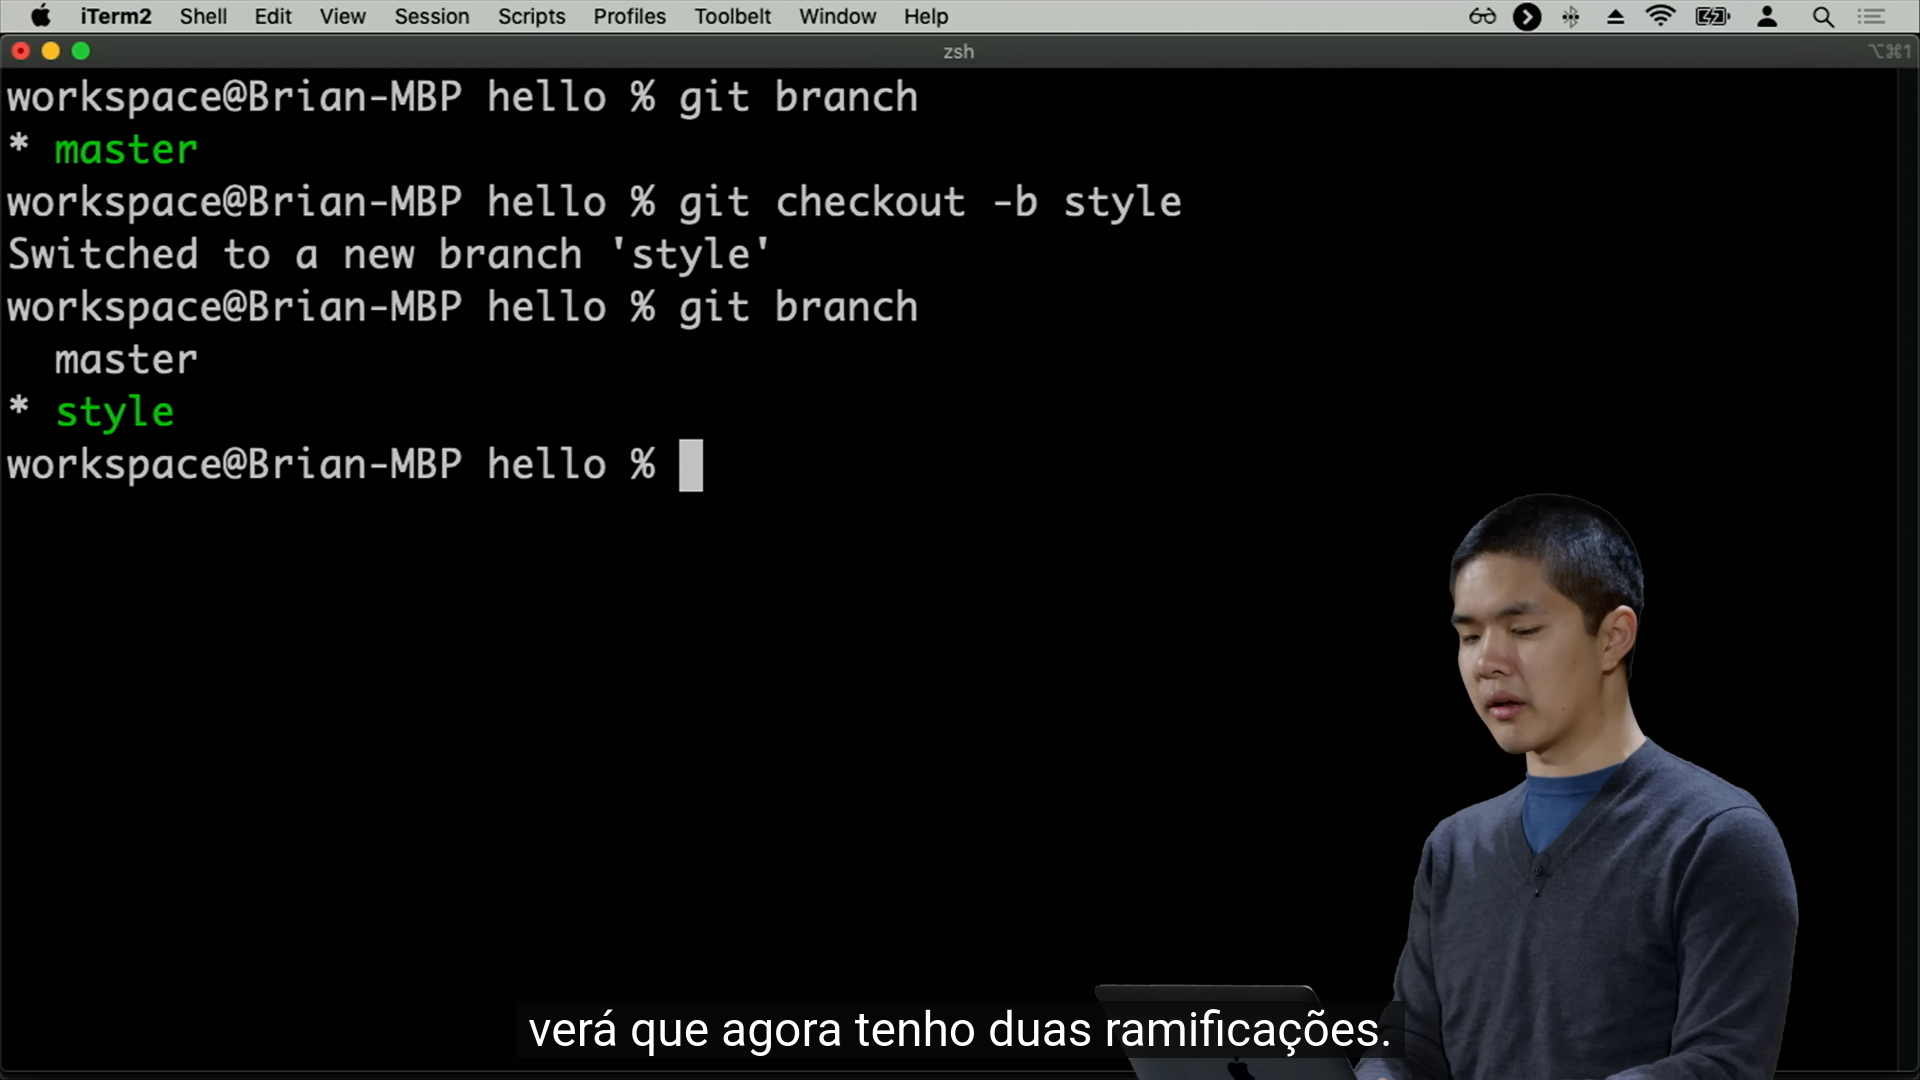 iTerm2 Shell Edit View Session Scripts Profiles Toolbelt Window Help
zsh ⌥⌘1
workspace@Brian-MBP hello % git branch
* master
workspace@Brian-MBP hello % git checkout -b style
Switched to a new branch 'style'
workspace@Brian-MBP hello % git branch
master
* style
workspace@Brian-MBP hello %
verá que agora tenho duas ramificações.